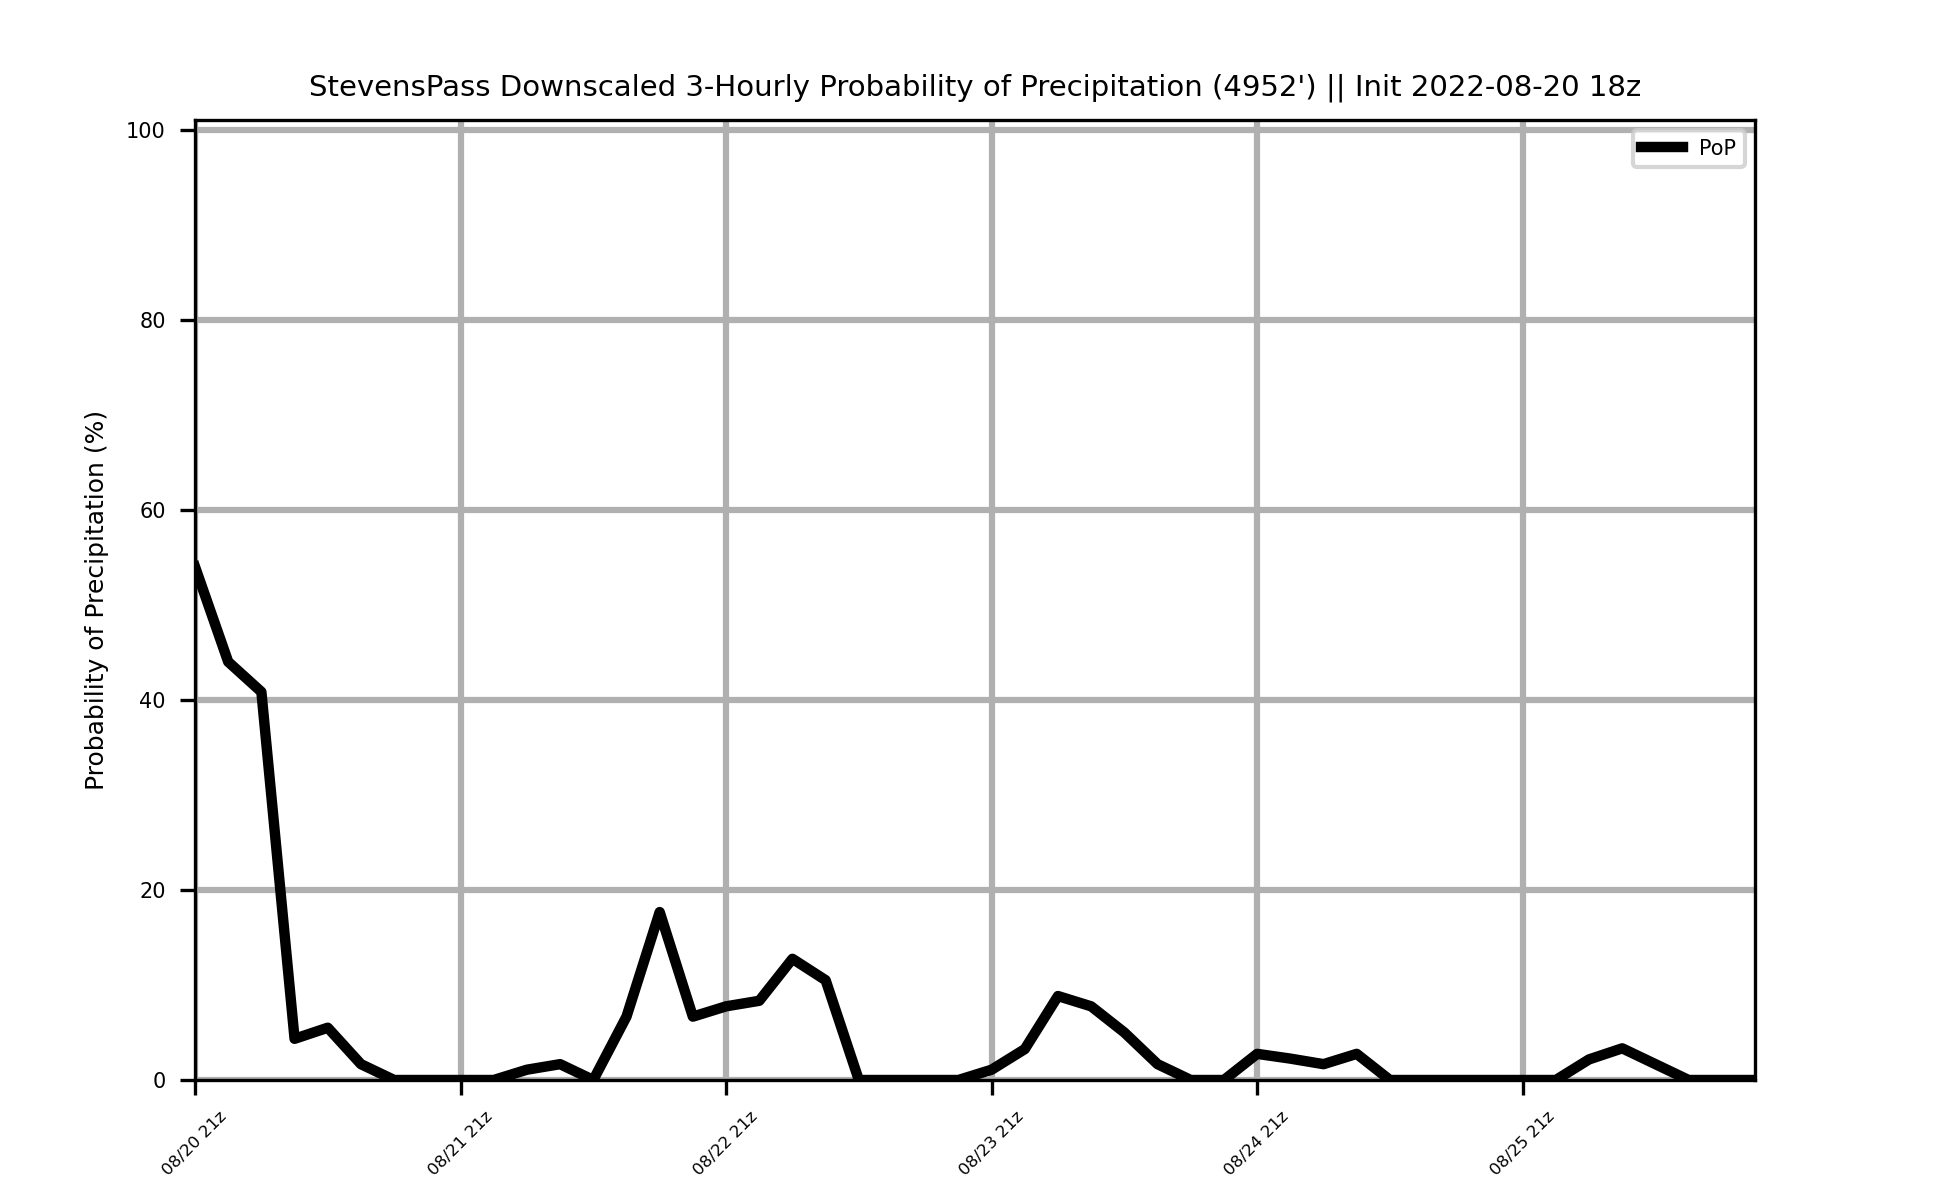 StevensPass Downscaled 3-Hourly Probability of Precipitation (4952') || Init 2022-08-20 18z
PoP
Probability of Precipitation (%)
100
80
60
40
20
0
08/20 21z
08/21 21z
08/22 21z
08/23 21z
08/24 21z
08/25 21z